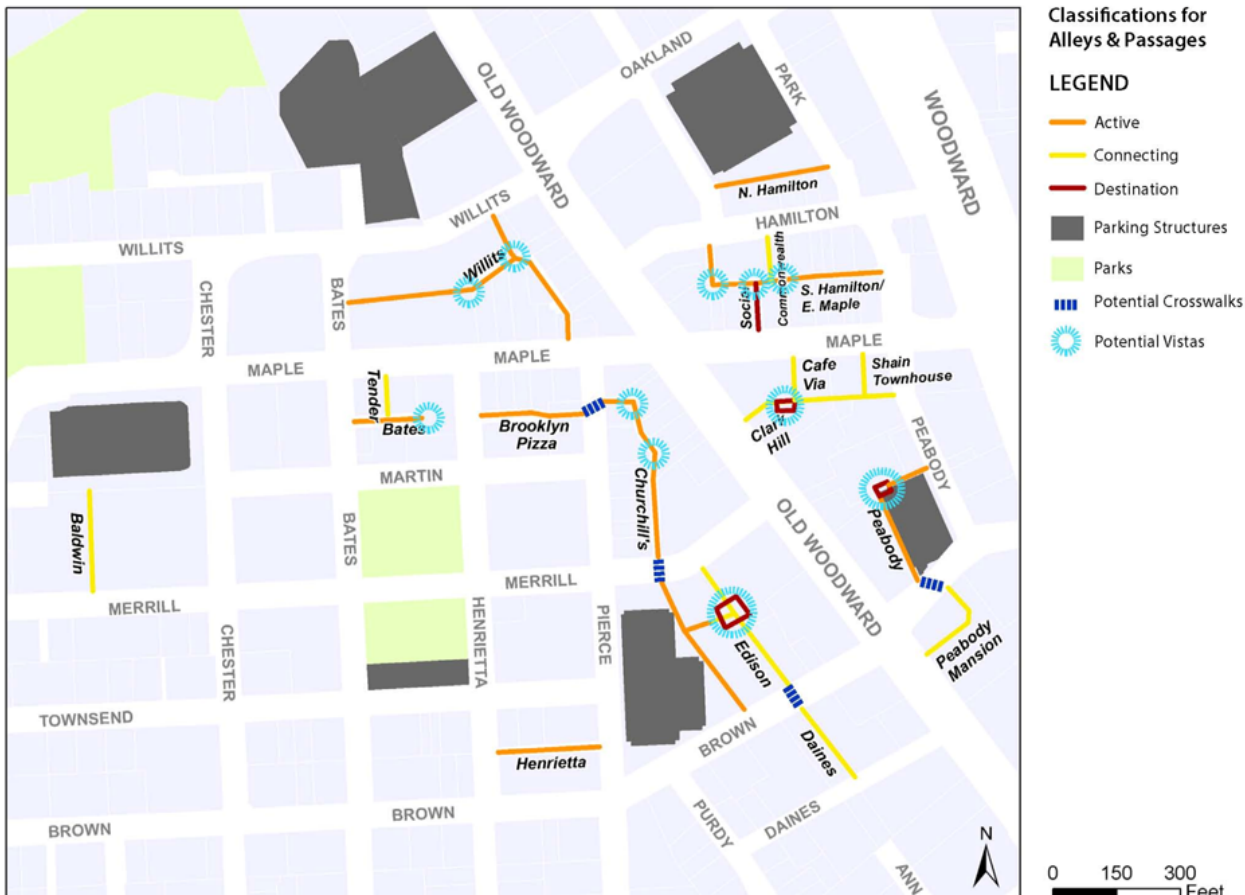 Classifications for
Alleys & Passages
LEGEND
Active
Connecting
Destination
Parking Structures
Parks
Potential Crosswalks
Potential Vistas
OAKLAND
PARK
OLD WOODWARD
WOODWARD
N. Hamilton
WILLITS
HAMILTON
WILLITS
Willits
Commonwealth
Social
S. Hamilton/
E. Maple
CHESTER
BATES
MAPLE
MAPLE
MAPLE
Tender
Bates
Brooklyn
Pizza
Cafe
Via
Shain
Townhouse
Clark
Hill
PEABODY
MARTIN
Churchill's
Baldwin
BATES
OLD WOODWARD
Peabody
MERRILL
MERRILL
HENRIETTA
PIERCE
CHESTER
Edison
Peabody
Mansion
TOWNSEND
Henrietta
BROWN
Daines
BROWN
BROWN
PURDY
DAINES
ANN
N
0 150 300
Feet